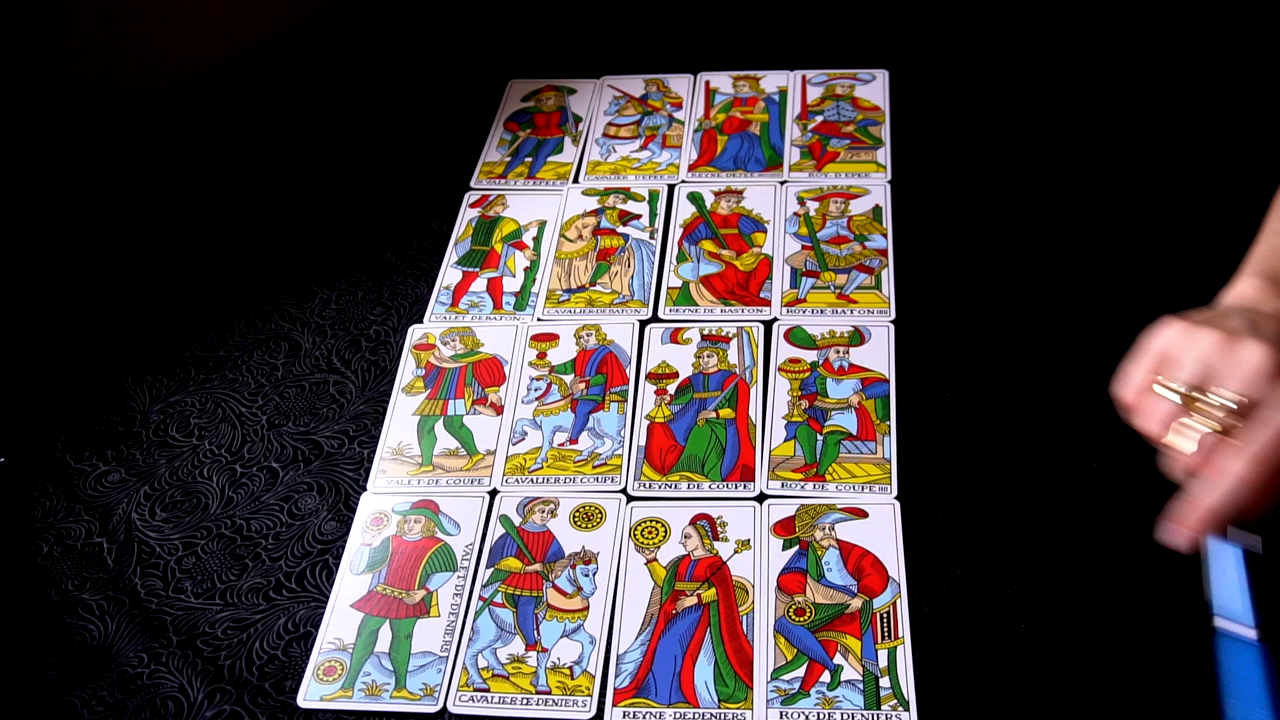 VALET·D'EPEE
CAVALIER D'EPEE
REYNE·D'EPEE
ROY·D'EPEE
VALET DE BATON·
CAVALIER·DE·BATON·
REYNE DE BASTON·
ROY·DE·BATON
VALET·DE COUPE
CAVALIER·DE COUPE
REYNE DE COUPE
ROY DE COUPE
VALET·DE·DENIERS
CAVALIER·DE·DENIERS
REYNE·DE DENIERS
ROY·DE DENIERS